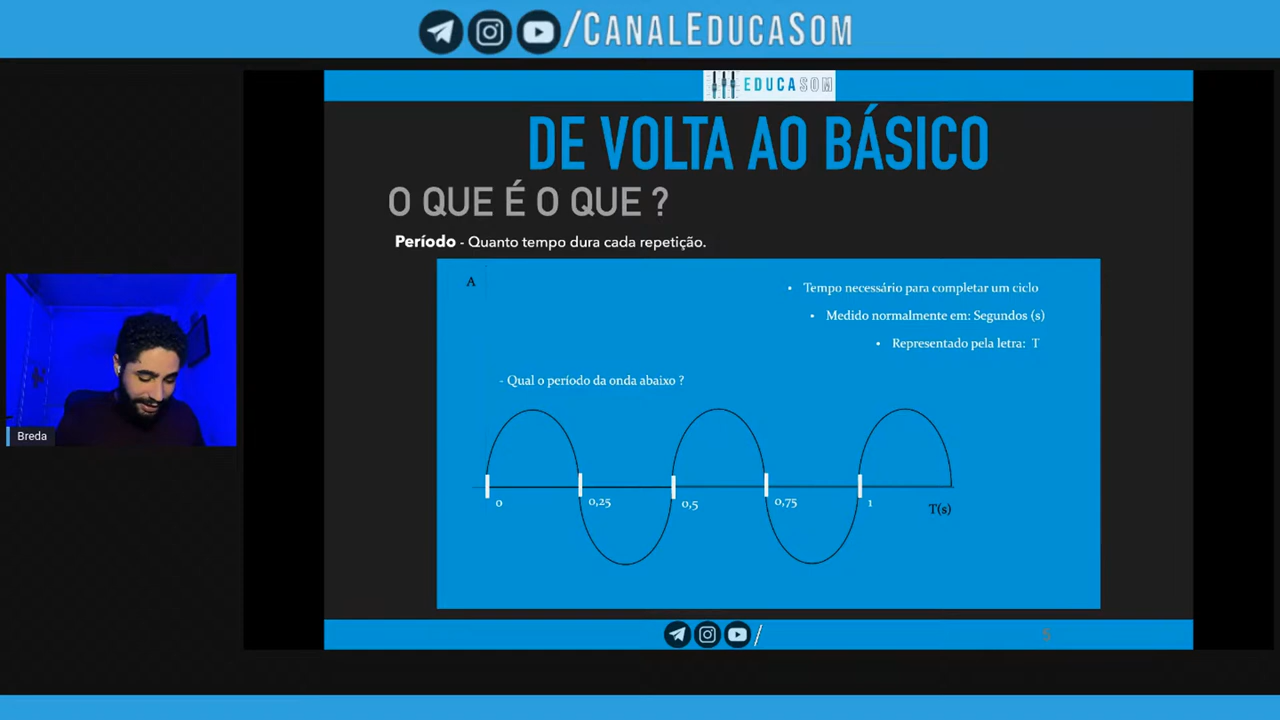 /CANALEDUCASOM
EDUCASOM
DE VOLTA AO BÁSICO
O QUE É O QUE ?
Período - Quanto tempo dura cada repetição.
A
• Tempo necessário para completar um ciclo
• Medido normalmente em: Segundos (s)
• Representado pela letra: T
- Qual o período da onda abaixo ?
0
0,25
0,5
0,75
1
T(s)
Breda
/
5